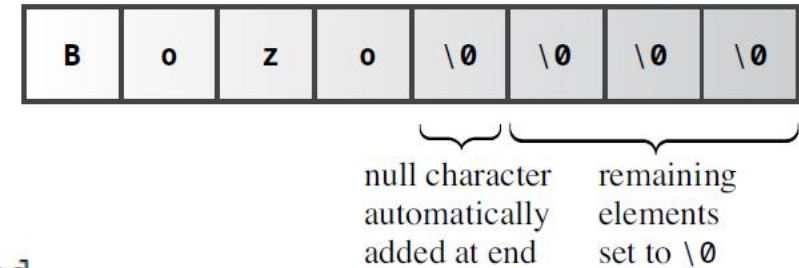 B o z o \0 \0 \0 \0
null character remaining
automatically elements
added at end set to \0